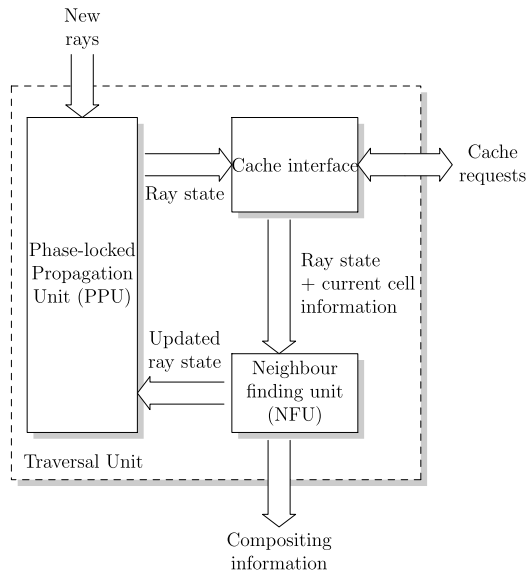 New
rays
Cache interface
Cache
requests
Ray state
Phase-locked
Propagation
Unit (PPU)
Ray state
+ current cell
information
Updated
ray state
Neighbour
finding unit
(NFU)
Traversal Unit
Compositing
information